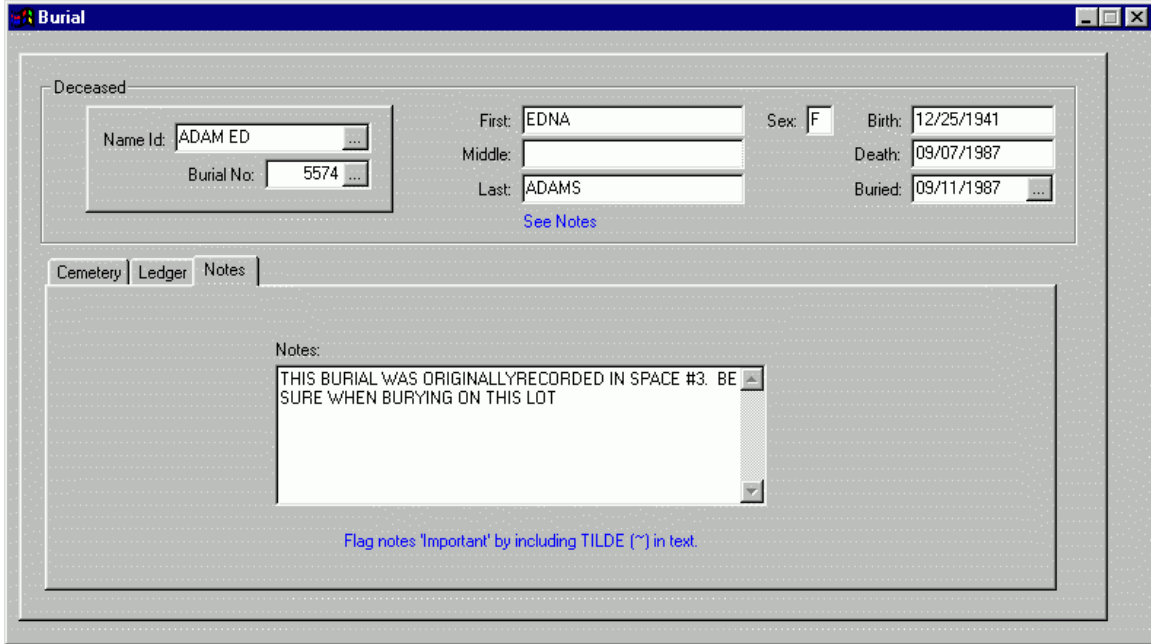 Burial
Deceased
Name Id: ADAM ED ...
Burial No: 5574 ...
First: EDNA
Middle:
Last: ADAMS
See Notes
Sex: F
Birth: 12/25/1941
Death: 09/07/1987
Buried: 09/11/1987 ...
Cemetery Ledger Notes
Notes:
THIS BURIAL WAS ORIGINALLYRECORDED IN SPACE #3.  BE
SURE WHEN BURYING ON THIS LOT
Flag notes 'Important' by including TILDE (~) in text.